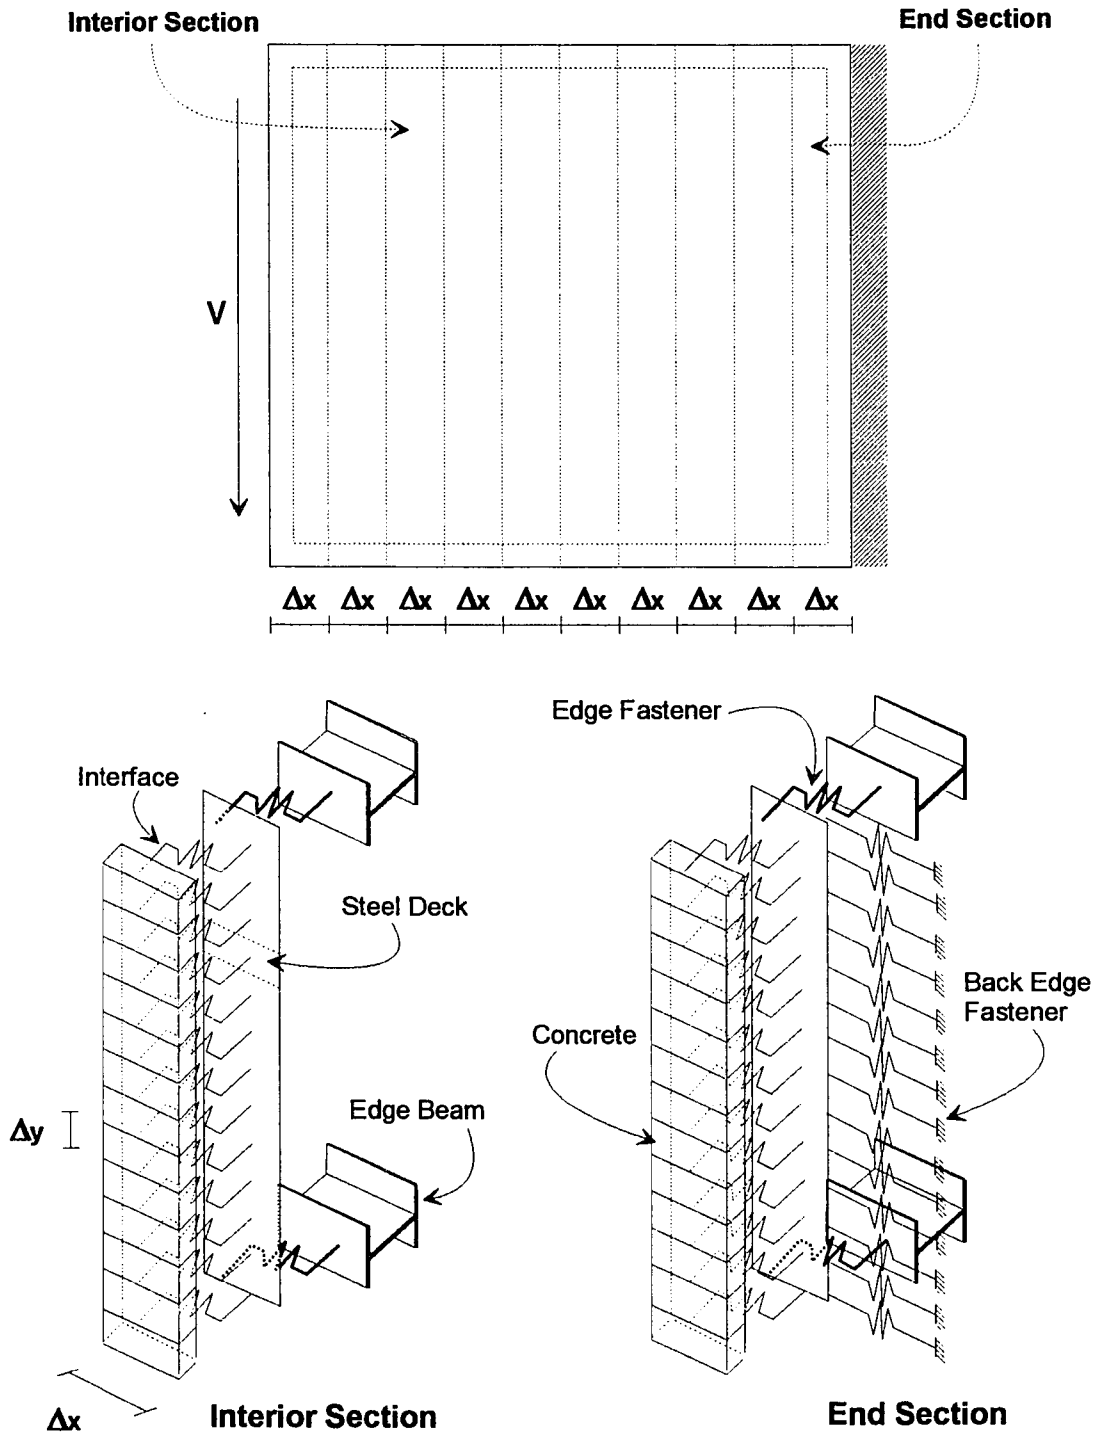 Interior Section
End Section
V
Δx Δx Δx Δx Δx Δx Δx Δx Δx Δx
Edge Fastener
Interface
Steel Deck
Back Edge
Fastener
Concrete
Edge Beam
Δy
Δx
Interior Section
End Section